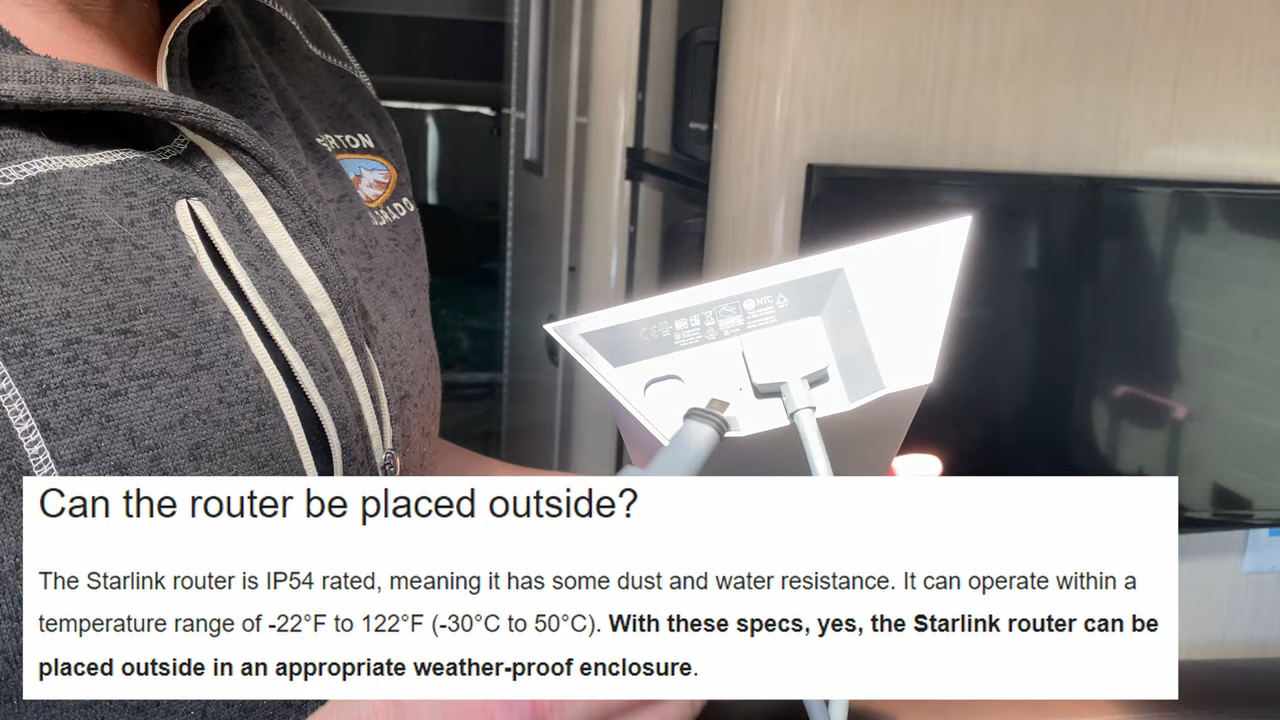 NTC
Can the router be placed outside?
The Starlink router is IP54 rated, meaning it has some dust and water resistance. It can operate within a
temperature range of -22°F to 122°F (-30°C to 50°C). With these specs, yes, the Starlink router can be
placed outside in an appropriate weather-proof enclosure.